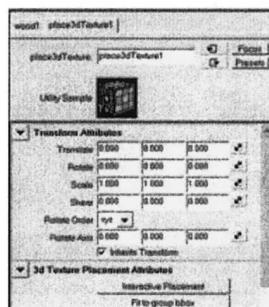 wood1 place3dTexture1
place3dTexture: place3dTexture1 Focus
Presets
Utility Sample
Transform Attributes
Translate 0.000 0.000 0.000
Rotate 0.000 0.000 0.000
Scale 1.000 1.000 1.000
Shear 0.000 0.000 0.000
Rotate Order xyz
Rotate Axis 0.000 0.000 0.000
Inherits Transform
3d Texture Placement Attributes
Interactive Placement
Fit to group bbox